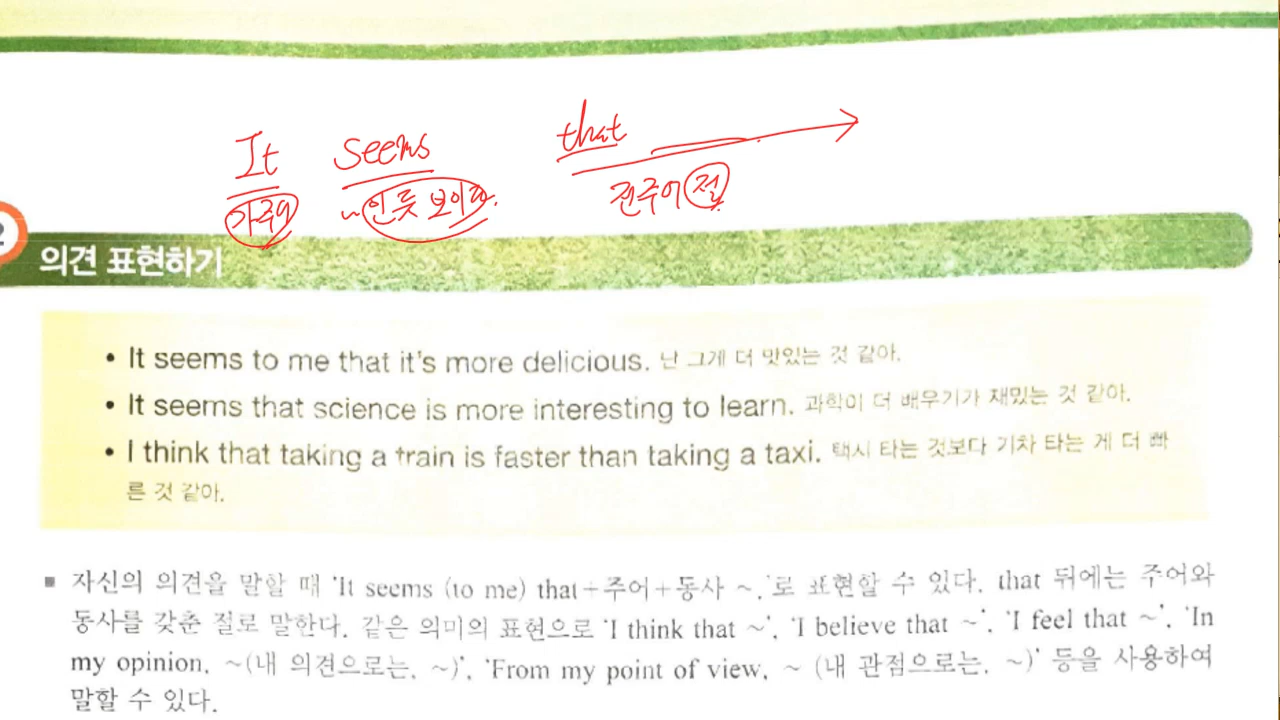 It seems that
가주어 ~인듯 보이다. 진주어 절
2 의견 표현하기
• It seems to me that it's more delicious. 난 그게 더 맛있는 것 같아.
• It seems that science is more interesting to learn. 과학이 더 배우기가 재밌는 것 같아.
• I think that taking a train is faster than taking a taxi. 택시 타는 것보다 기차 타는 게 더 빠
른 것 같아.
■ 자신의 의견을 말할 때 'It seems (to me) that+주어+동사 ~.'로 표현할 수 있다. that 뒤에는 주어와
동사를 갖춘 절로 말한다. 같은 의미의 표현으로 'I think that ~', 'I believe that ~', 'I feel that ~', 'In
my opinion, ~(내 의견으로는, ~)', 'From my point of view, ~ (내 관점으로는, ~)' 등을 사용하여
말할 수 있다.